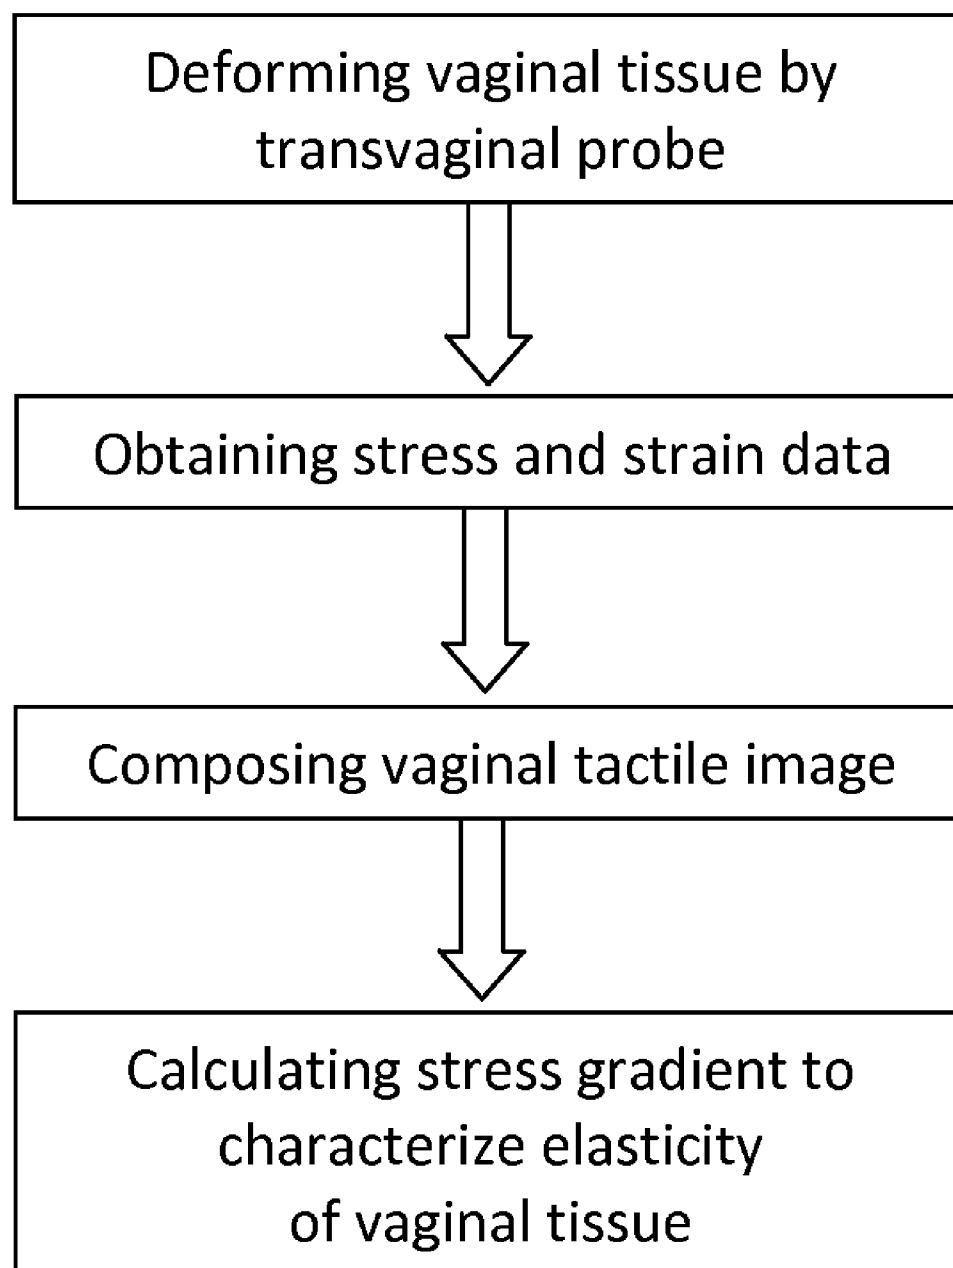 Deforming vaginal tissue by
transvaginal probe
Obtaining stress and strain data
Composing vaginal tactile image
Calculating stress gradient to
characterize elasticity
of vaginal tissue